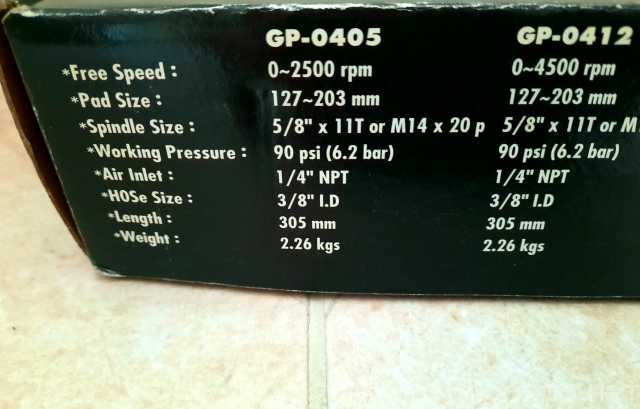 GP-0405 GP-0412
*Free Speed : 0~2500 rpm 0~4500 rpm
*Pad Size : 127~203 mm 127~203 mm
*Spindle Size : 5/8" x 11T or M14 x 20 p 5/8" x 11T or M
*Working Pressure : 90 psi (6.2 bar) 90 psi (6.2 bar)
*Air Inlet : 1/4" NPT 1/4" NPT
*H0Se Size : 3/8" I.D 3/8" I.D
*Length : 305 mm 305 mm
*Weight : 2.26 kgs 2.26 kgs